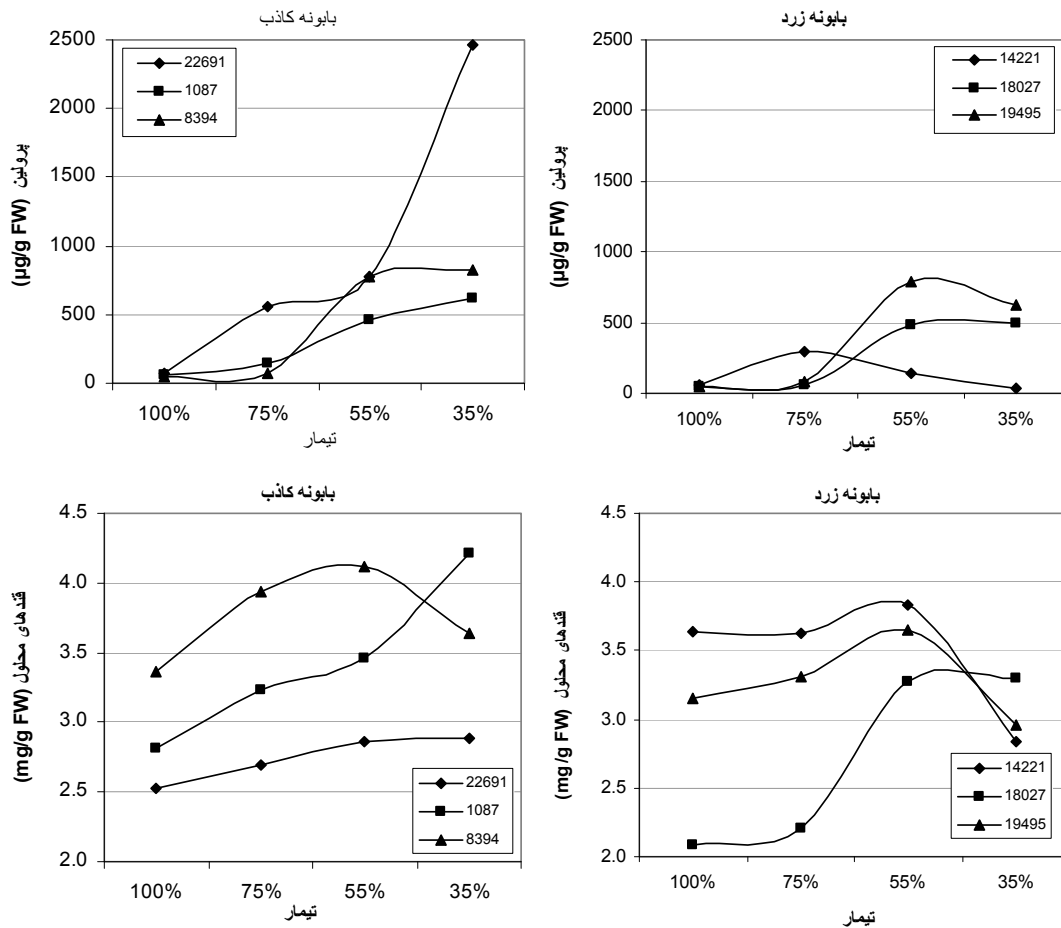 بابونه کاذب
2500
2000
1500
1000
500
0
پرولین (µg/g FW)
22691
1087
8394
100% 75% 55% 35%
تیمار
بابونه زرد
2500
2000
1500
1000
500
0
پرولین (µg/g FW)
14221
18027
19495
100% 75% 55% 35%
تیمار
بابونه کاذب
4.5
4.0
3.5
3.0
2.5
2.0
قندهای محلول (mg/g FW)
22691
1087
8394
100% 75% 55% 35%
تیمار
بابونه زرد
4.5
4.0
3.5
3.0
2.5
2.0
قندهای محلول (mg/g FW)
14221
18027
19495
100% 75% 55% 35%
تیمار